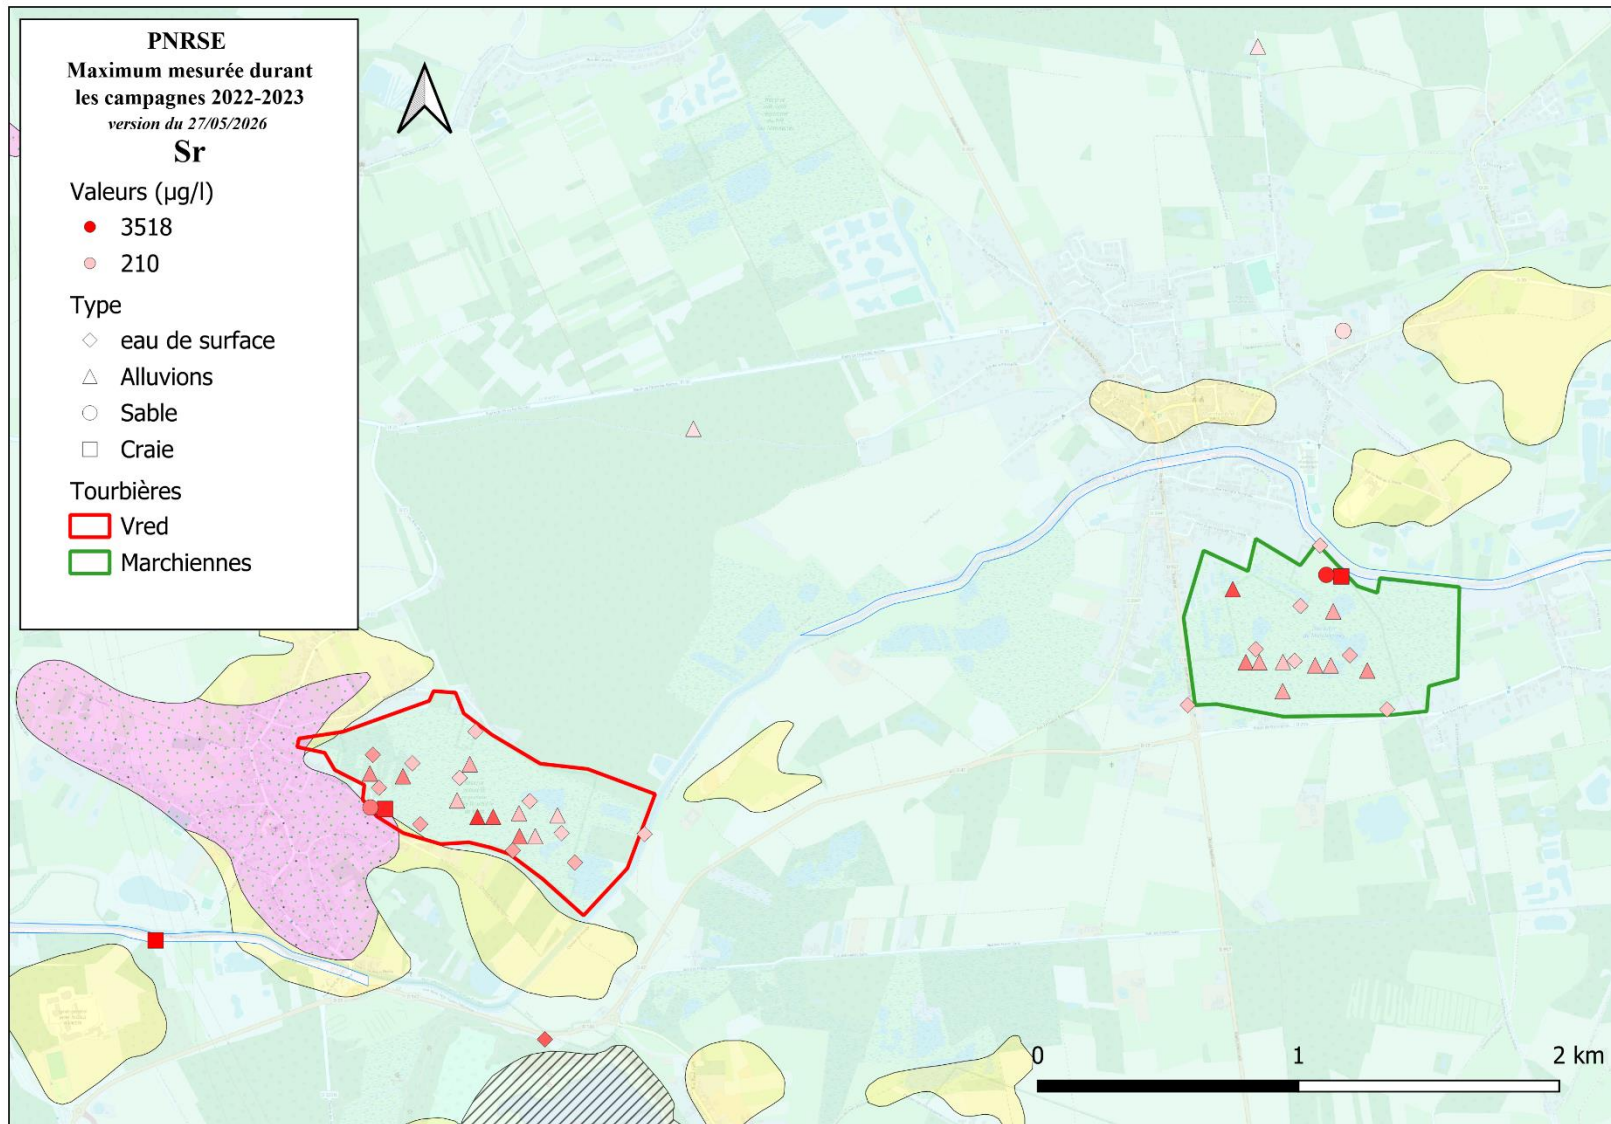 PNRSE
Maximum mesurée durant
les campagnes 2022-2023
version du 27/05/2026
Sr
Valeurs (µg/l)
3518
210
Type
eau de surface
Alluvions
Sable
Craie
Tourbières
Vred
Marchiennes
0 1 2 km